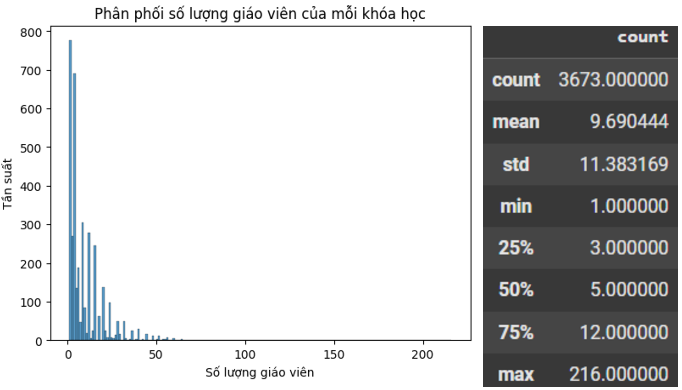 Phân phối số lượng giáo viên của mỗi khóa học
800
700
600
500
400
300
200
100
0
Tần suất
0 50 100 150 200
Số lượng giáo viên
count
count 3673.000000
mean 9.690444
std 11.383169
min 1.000000
25% 3.000000
50% 5.000000
75% 12.000000
max 216.000000